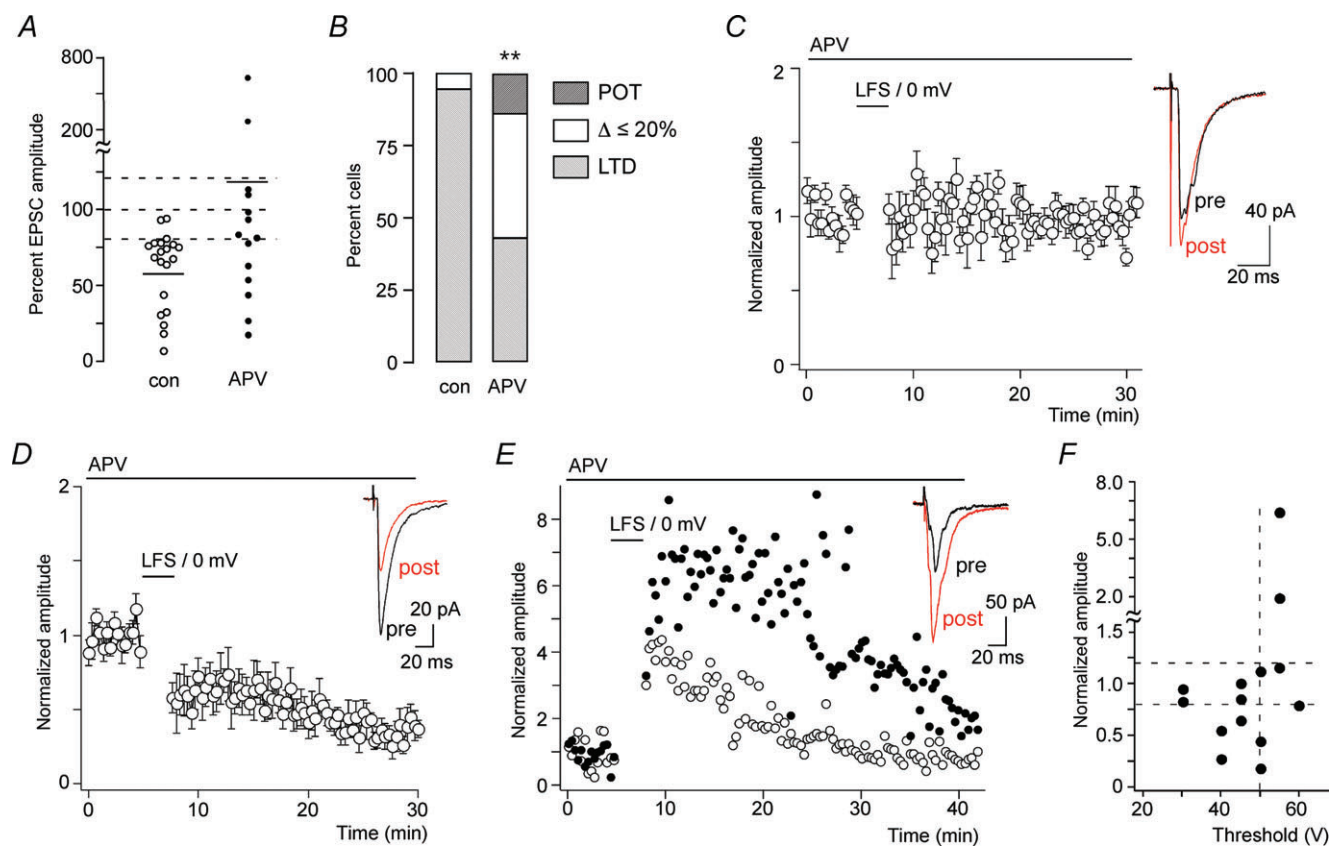 A
Percent EPSC amplitude
800
200
100
50
0
con
APV
B
**
Percent cells
100
75
50
25
0
con
APV
POT
Δ ≤ 20%
LTD
C
APV
LFS / 0 mV
Normalized amplitude
2
1
0
0
10
20
30
Time (min)
pre
post
40 pA
20 ms
D
APV
LFS / 0 mV
Normalized amplitude
2
1
0
0
10
20
30
Time (min)
post
pre
20 pA
20 ms
E
APV
LFS / 0 mV
Normalized amplitude
8
6
4
2
0
0
10
20
30
40
Time (min)
pre
post
50 pA
20 ms
F
Normalized amplitude
8.0
6.0
2.0
1.5
1.0
0.5
0
20
40
60
Threshold (V)